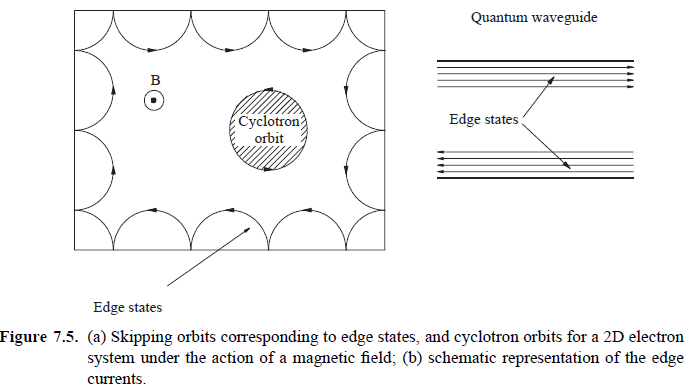 Quantum waveguide
B
Cyclotron
orbit
Edge states
Edge states
Figure 7.5. (a) Skipping orbits corresponding to edge states, and cyclotron orbits for a 2D electron
system under the action of a magnetic field; (b) schematic representation of the edge
currents.